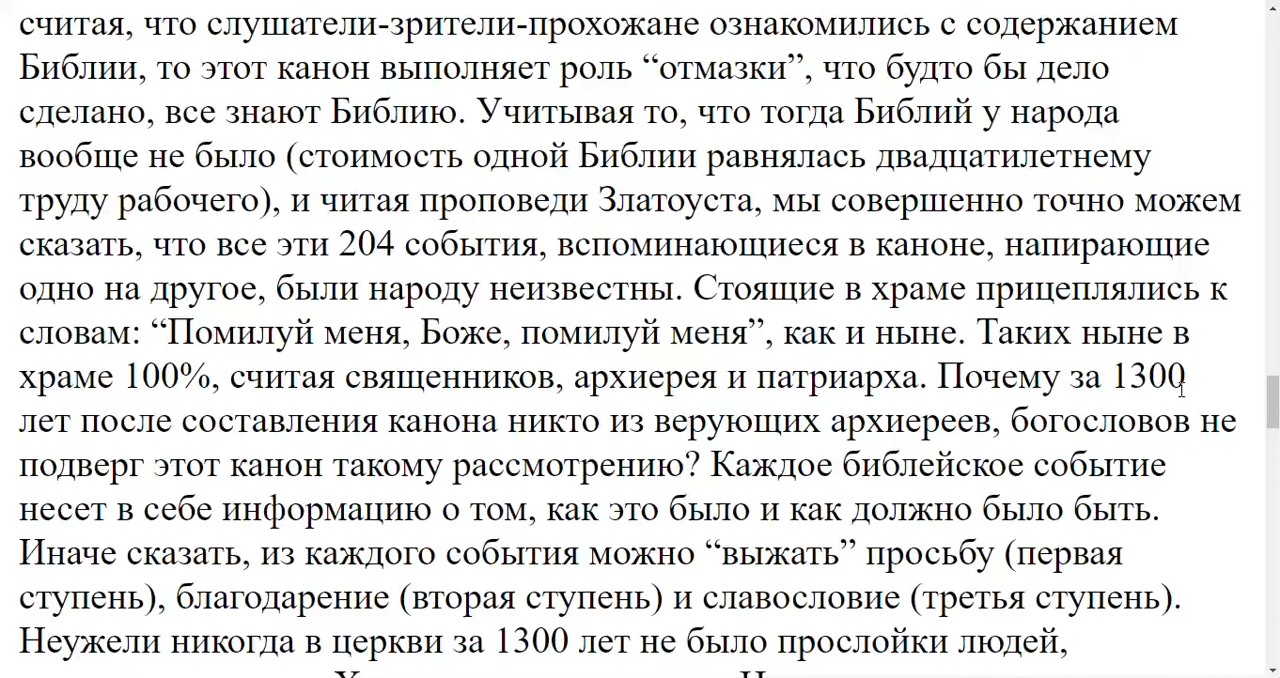 считая, что слушатели-зрители-прохожане ознакомились с содержанием
Библии, то этот канон выполняет роль “отмазки”, что будто бы дело
сделано, все знают Библию. Учитывая то, что тогда Библий у народа
вообще не было (стоимость одной Библии равнялась двадцатилетнему
труду рабочего), и читая проповеди Златоуста, мы совершенно точно можем
сказать, что все эти 204 события, вспоминающиеся в каноне, напирающие
одно на другое, были народу неизвестны. Стоящие в храме прицеплялись к
словам: “Помилуй меня, Боже, помилуй меня”, как и ныне. Таких ныне в
храме 100%, считая священников, архиерея и патриарха. Почему за 1300
лет после составления канона никто из верующих архиереев, богословов не
подверг этот канон такому рассмотрению? Каждое библейское событие
несет в себе информацию о том, как это было и как должно было быть.
Иначе сказать, из каждого события можно “выжать” просьбу (первая
ступень), благодарение (вторая ступень) и славословие (третья ступень).
Неужели никогда в церкви за 1300 лет не было прослойки людей,